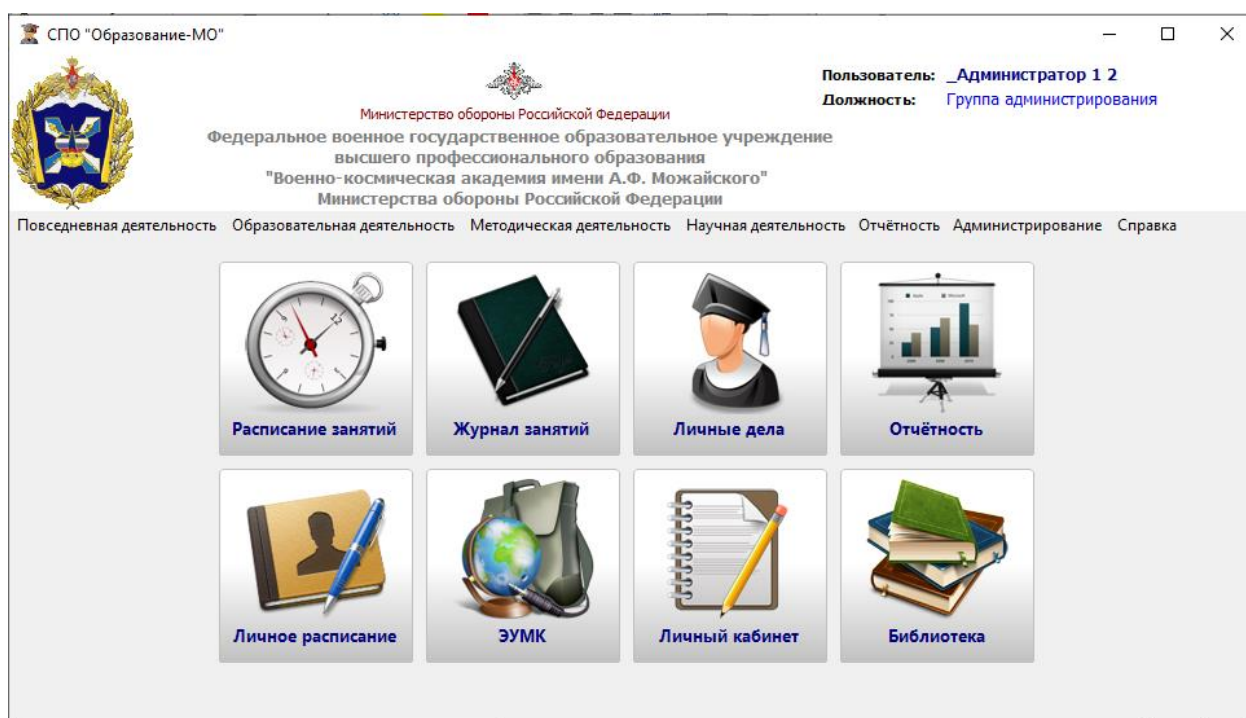 СПО "Образование-МО"
Министерство обороны Российской Федерации
Федеральное военное государственное образовательное учреждение
высшего профессионального образования
"Военно-космическая академия имени А.Ф. Можайского"
Министерства обороны Российской Федерации
Пользователь: _Администратор 1 2
Должность: Группа администрирования
Повседневная деятельность Образовательная деятельность Методическая деятельность Научная деятельность Отчётность Администрирование Справка
Расписание занятий
Журнал занятий
Личные дела
Отчётность
Личное расписание
ЭУМК
Личный кабинет
Библиотека